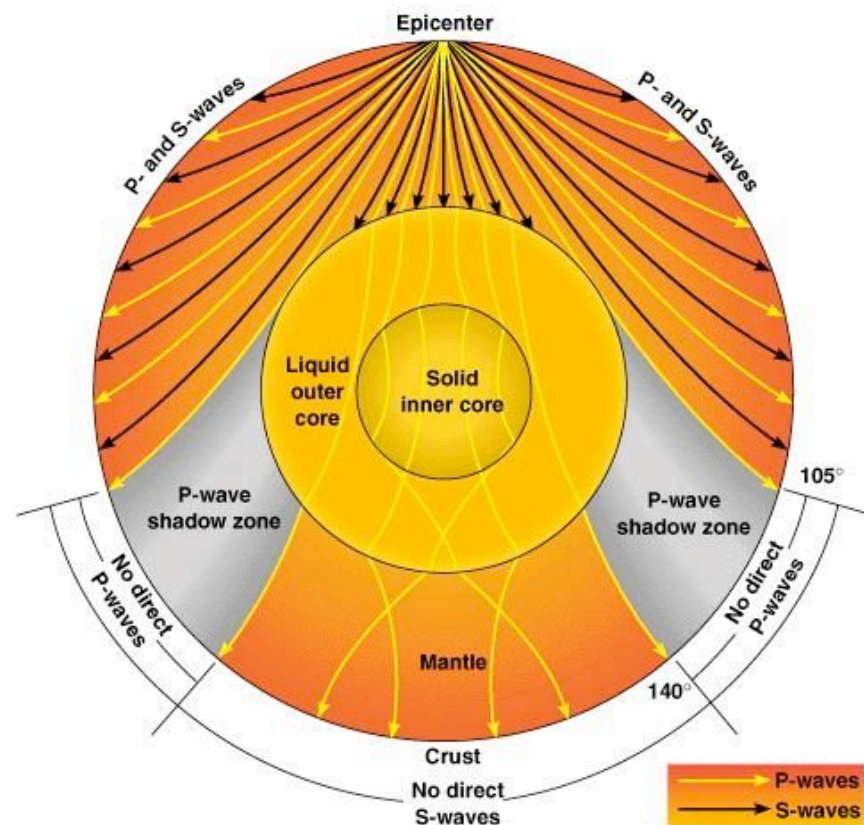 Epicenter
P- and S-waves
P- and S-waves
Liquid
outer
core
Solid
inner core
P-wave
shadow zone
P-wave
shadow zone
105°
No direct
P-waves
No direct
P-waves
Mantle
140°
Crust
No direct
S-waves
P-waves
S-waves